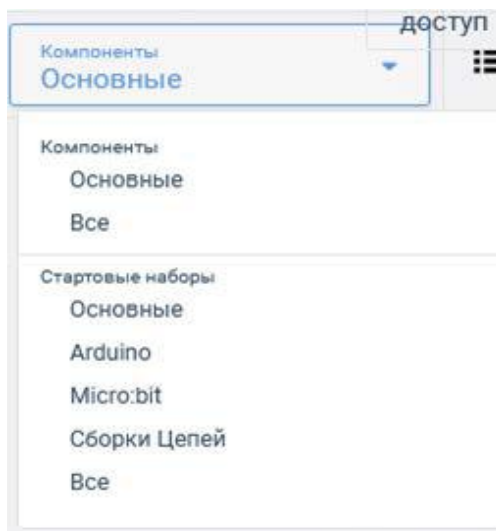 доступ
Компоненты
Основные
Компоненты
Основные
Все
Стартовые наборы
Основные
Arduino
Micro:bit
Сборки Цепей
Все